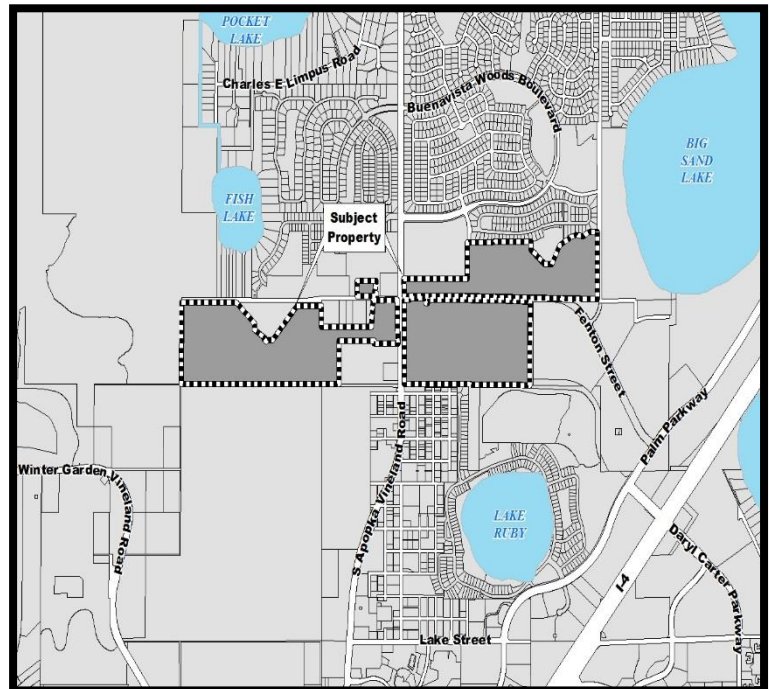 POCKET
LAKE
Charles E Limpus Road
Buenavista Woods Boulevard
BIG
SAND
LAKE
FISH
LAKE
Subject
Property
Fenton Street
Palm Parkway
S Apopka Vineland Road
Winter Garden Vineland Road
LAKE
RUBY
I-4
Daryl Carter Parkway
Lake Street